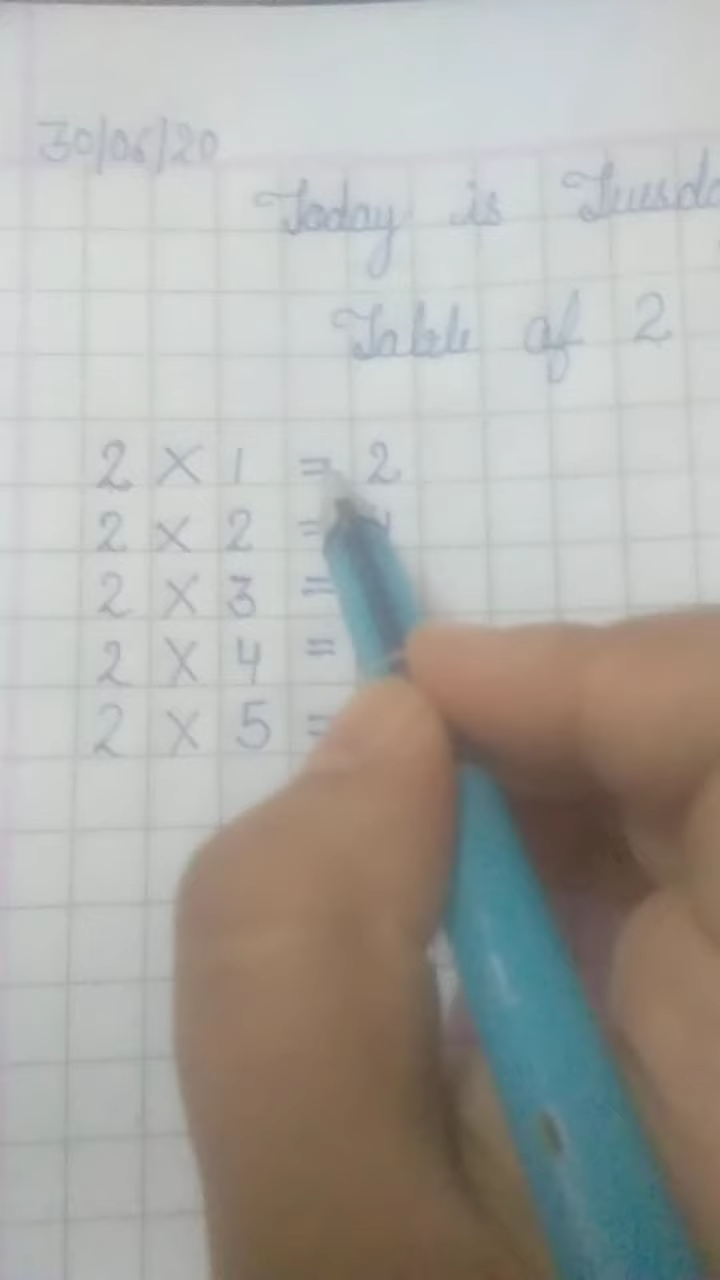 30/06/20
Today is Tuesda
Table of 2
2 × 1 = 2
2 × 2 =
2 × 3 =
2 × 4 =
2 × 5 =